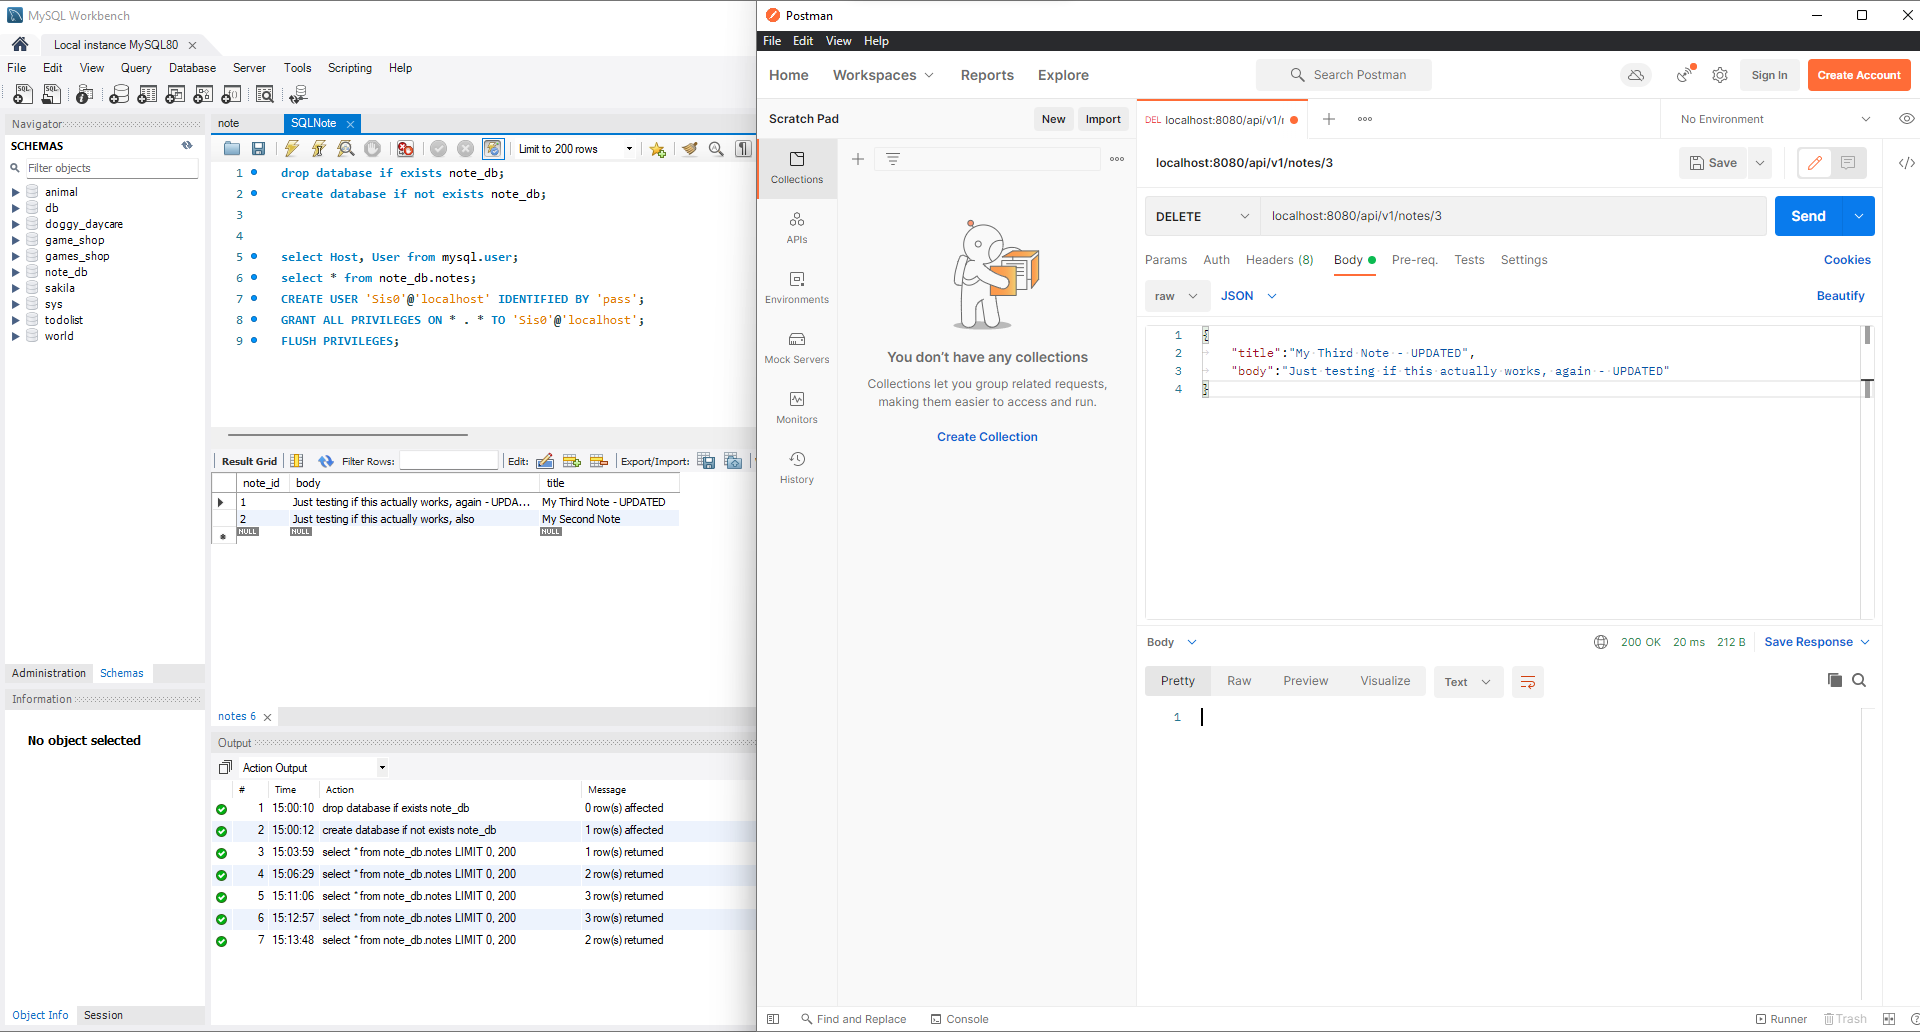 MySQL Workbench
Local instance MySQL80
File Edit View Query Database Server Tools Scripting Help
Navigator
SCHEMAS
Filter objects
animal
db
doggy_daycare
game_shop
games_shop
note_db
sakila
sys
todolist
world
Administration Schemas
Information
No object selected
Object Info Session
note SQLNote
Limit to 200 rows
1 drop database if exists note_db;
2 create database if not exists note_db;
3
4
5 select Host, User from mysql.user;
6 select * from note_db.notes;
7 CREATE USER 'Sis0'@'localhost' IDENTIFIED BY 'pass';
8 GRANT ALL PRIVILEGES ON * . * TO 'Sis0'@'localhost';
9 FLUSH PRIVILEGES;
Result Grid Filter Rows: Edit: Export/Import:
note_id body title
1 Just testing if this actually works, again - UPDA... My Third Note - UPDATED
2 Just testing if this actually works, also My Second Note
NULL NULL NULL
notes 6
Output
Action Output
# Time Action Message
1 15:00:10 drop database if exists note_db 0 row(s) affected
2 15:00:12 create database if not exists note_db 1 row(s) affected
3 15:03:59 select * from note_db.notes LIMIT 0, 200 1 row(s) returned
4 15:06:29 select * from note_db.notes LIMIT 0, 200 2 row(s) returned
5 15:11:06 select * from note_db.notes LIMIT 0, 200 3 row(s) returned
6 15:12:57 select * from note_db.notes LIMIT 0, 200 3 row(s) returned
7 15:13:48 select * from note_db.notes LIMIT 0, 200 2 row(s) returned
Postman
File Edit View Help
Home Workspaces Reports Explore
Search Postman
Sign In Create Account
Scratch Pad New Import
Collections
APIs
Environments
Mock Servers
Monitors
History
You don't have any collections
Collections let you group related requests,
making them easier to access and run.
Create Collection
DEL localhost:8080/api/v1/r
No Environment
localhost:8080/api/v1/notes/3
Save
DELETE localhost:8080/api/v1/notes/3 Send
Params Auth Headers (8) Body Pre-req. Tests Settings Cookies
raw JSON Beautify
1 {
2 "title":"My Third Note - UPDATED",
3 "body":"Just testing if this actually works, again - UPDATED"
4 }
Body 200 OK 20 ms 212 B Save Response
Pretty Raw Preview Visualize Text
1
Find and Replace Console Runner Trash